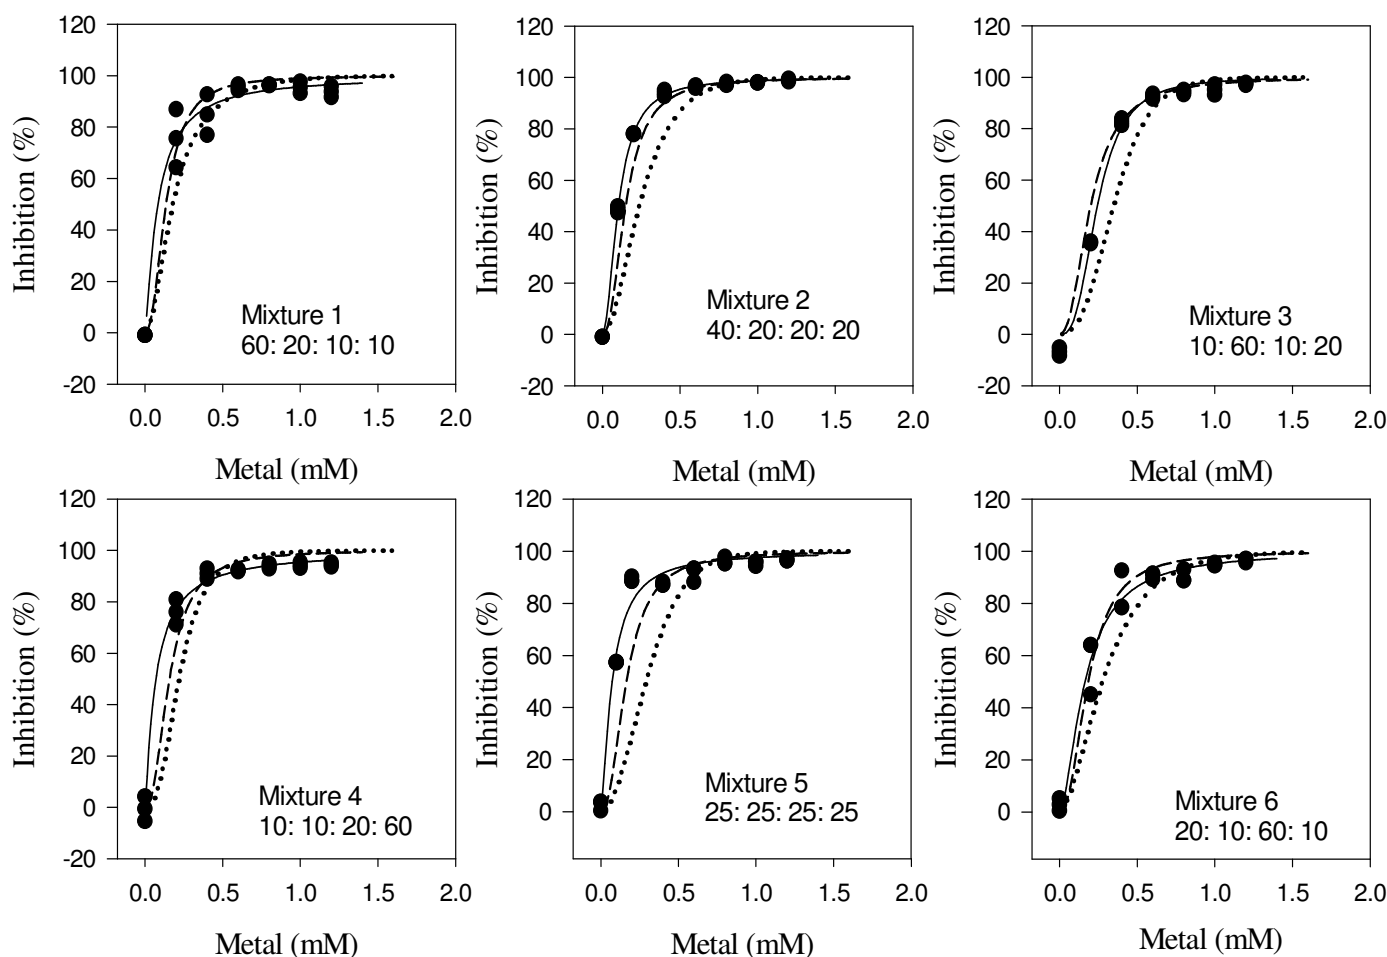 120
100
80
60
40
20
0
-20
Inhibition (%)
Mixture 1
60: 20: 10: 10
0.0 0.5 1.0 1.5 2.0
Metal (mM)
120
100
80
60
40
20
0
-20
Inhibition (%)
Mixture 2
40: 20: 20: 20
0.0 0.5 1.0 1.5 2.0
Metal (mM)
120
100
80
60
40
20
0
-20
Inhibition (%)
Mixture 3
10: 60: 10: 20
0.0 0.5 1.0 1.5 2.0
Metal (mM)
120
100
80
60
40
20
0
-20
Inhibition (%)
Mixture 4
10: 10: 20: 60
0.0 0.5 1.0 1.5 2.0
Metal (mM)
120
100
80
60
40
20
0
Inhibition (%)
Mixture 5
25: 25: 25: 25
0.0 0.5 1.0 1.5 2.0
Metal (mM)
120
100
80
60
40
20
0
Inhibition (%)
Mixture 6
20: 10: 60: 10
0.0 0.5 1.0 1.5 2.0
Metal (mM)